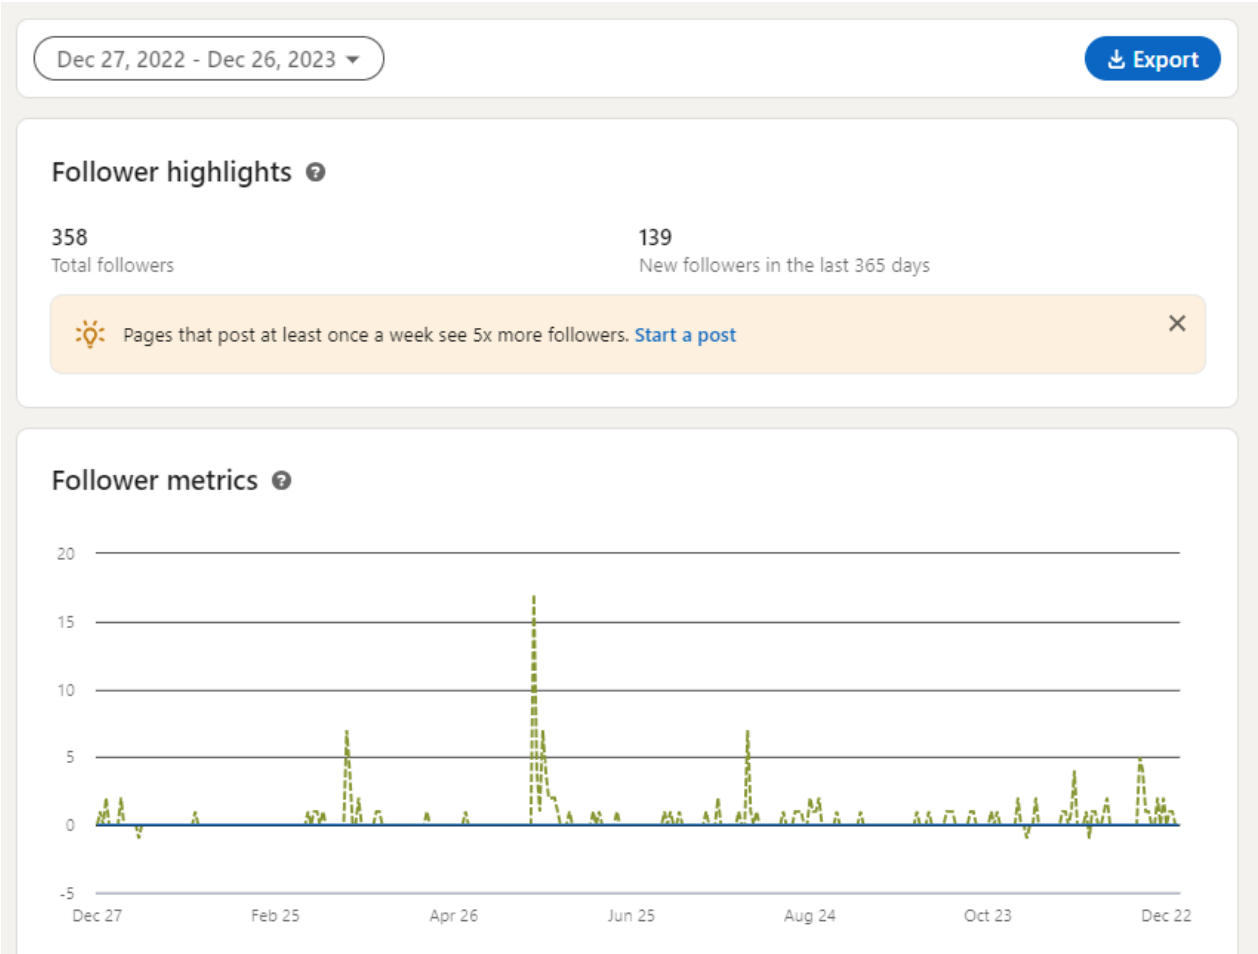 Dec 27, 2022 - Dec 26, 2023
Export
Follower highlights
358
Total followers
139
New followers in the last 365 days
Pages that post at least once a week see 5x more followers. Start a post
Follower metrics
20
15
10
5
0
-5
Dec 27 Feb 25 Apr 26 Jun 25 Aug 24 Oct 23 Dec 22